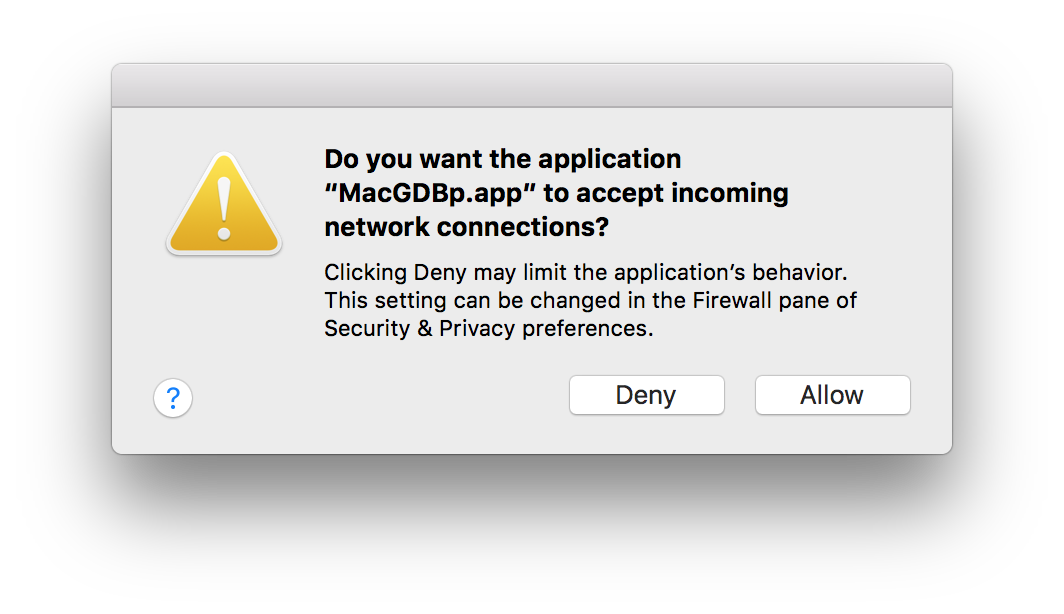 Do you want the application
“MacGDBp.app” to accept incoming
network connections?
Clicking Deny may limit the application’s behavior.
This setting can be changed in the Firewall pane of
Security & Privacy preferences.
?
Deny
Allow